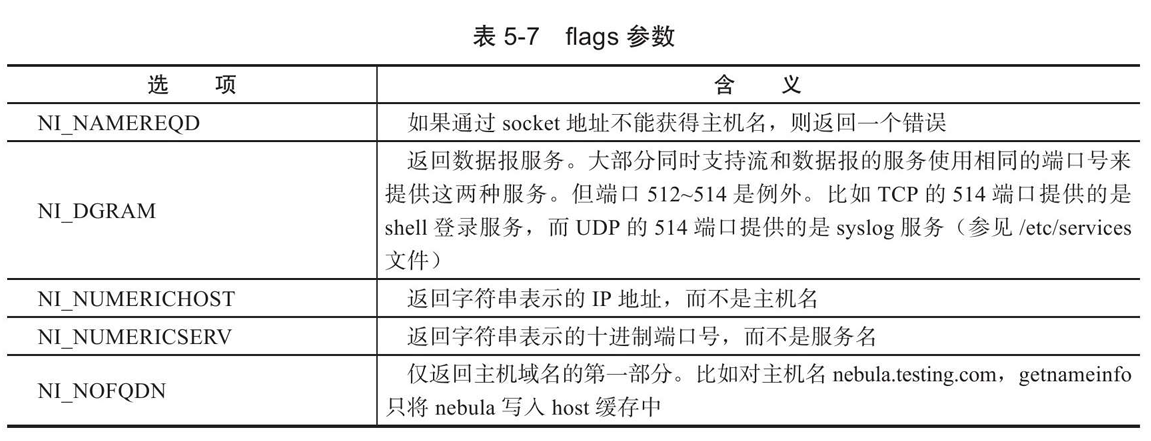 表 5-7 flags 参数
选 项 含 义
NI_NAMEREQD 如果通过 socket 地址不能获得主机名，则返回一个错误
NI_DGRAM
返回数据报服务。大部分同时支持流和数据报的服务使用相同的端口号来
提供这两种服务。但端口 512~514 是例外。比如 TCP 的 514 端口提供的是
shell 登录服务，而 UDP 的 514 端口提供的是 syslog 服务（参见 /etc/services
文件）
NI_NUMERICHOST 返回字符串表示的 IP 地址，而不是主机名
NI_NUMERICSERV 返回字符串表示的十进制端口号，而不是服务名
NI_NOFQDN
仅返回主机域名的第一部分。比如对主机名 nebula.testing.com，getnameinfo
只将 nebula 写入 host 缓存中